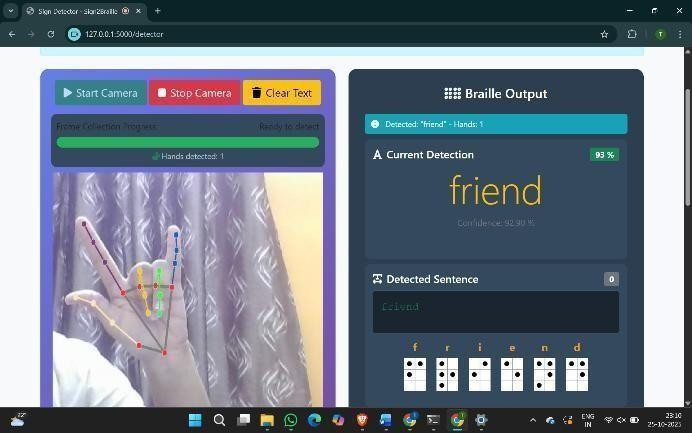 Sign Detector - Sign2Braille
127.0.0.1:5000/detector
Start Camera
Stop Camera
Clear Text
Frame Collection Progress:
Ready to detect
Hands detected: 1
Braille Output
Detected: "friend" - Hands: 1
Current Detection
93 %
friend
Confidence: 92.90 %
Detected Sentence
0
friend
f r i e n d
22°
ENG
IN
23:10
25-10-2025